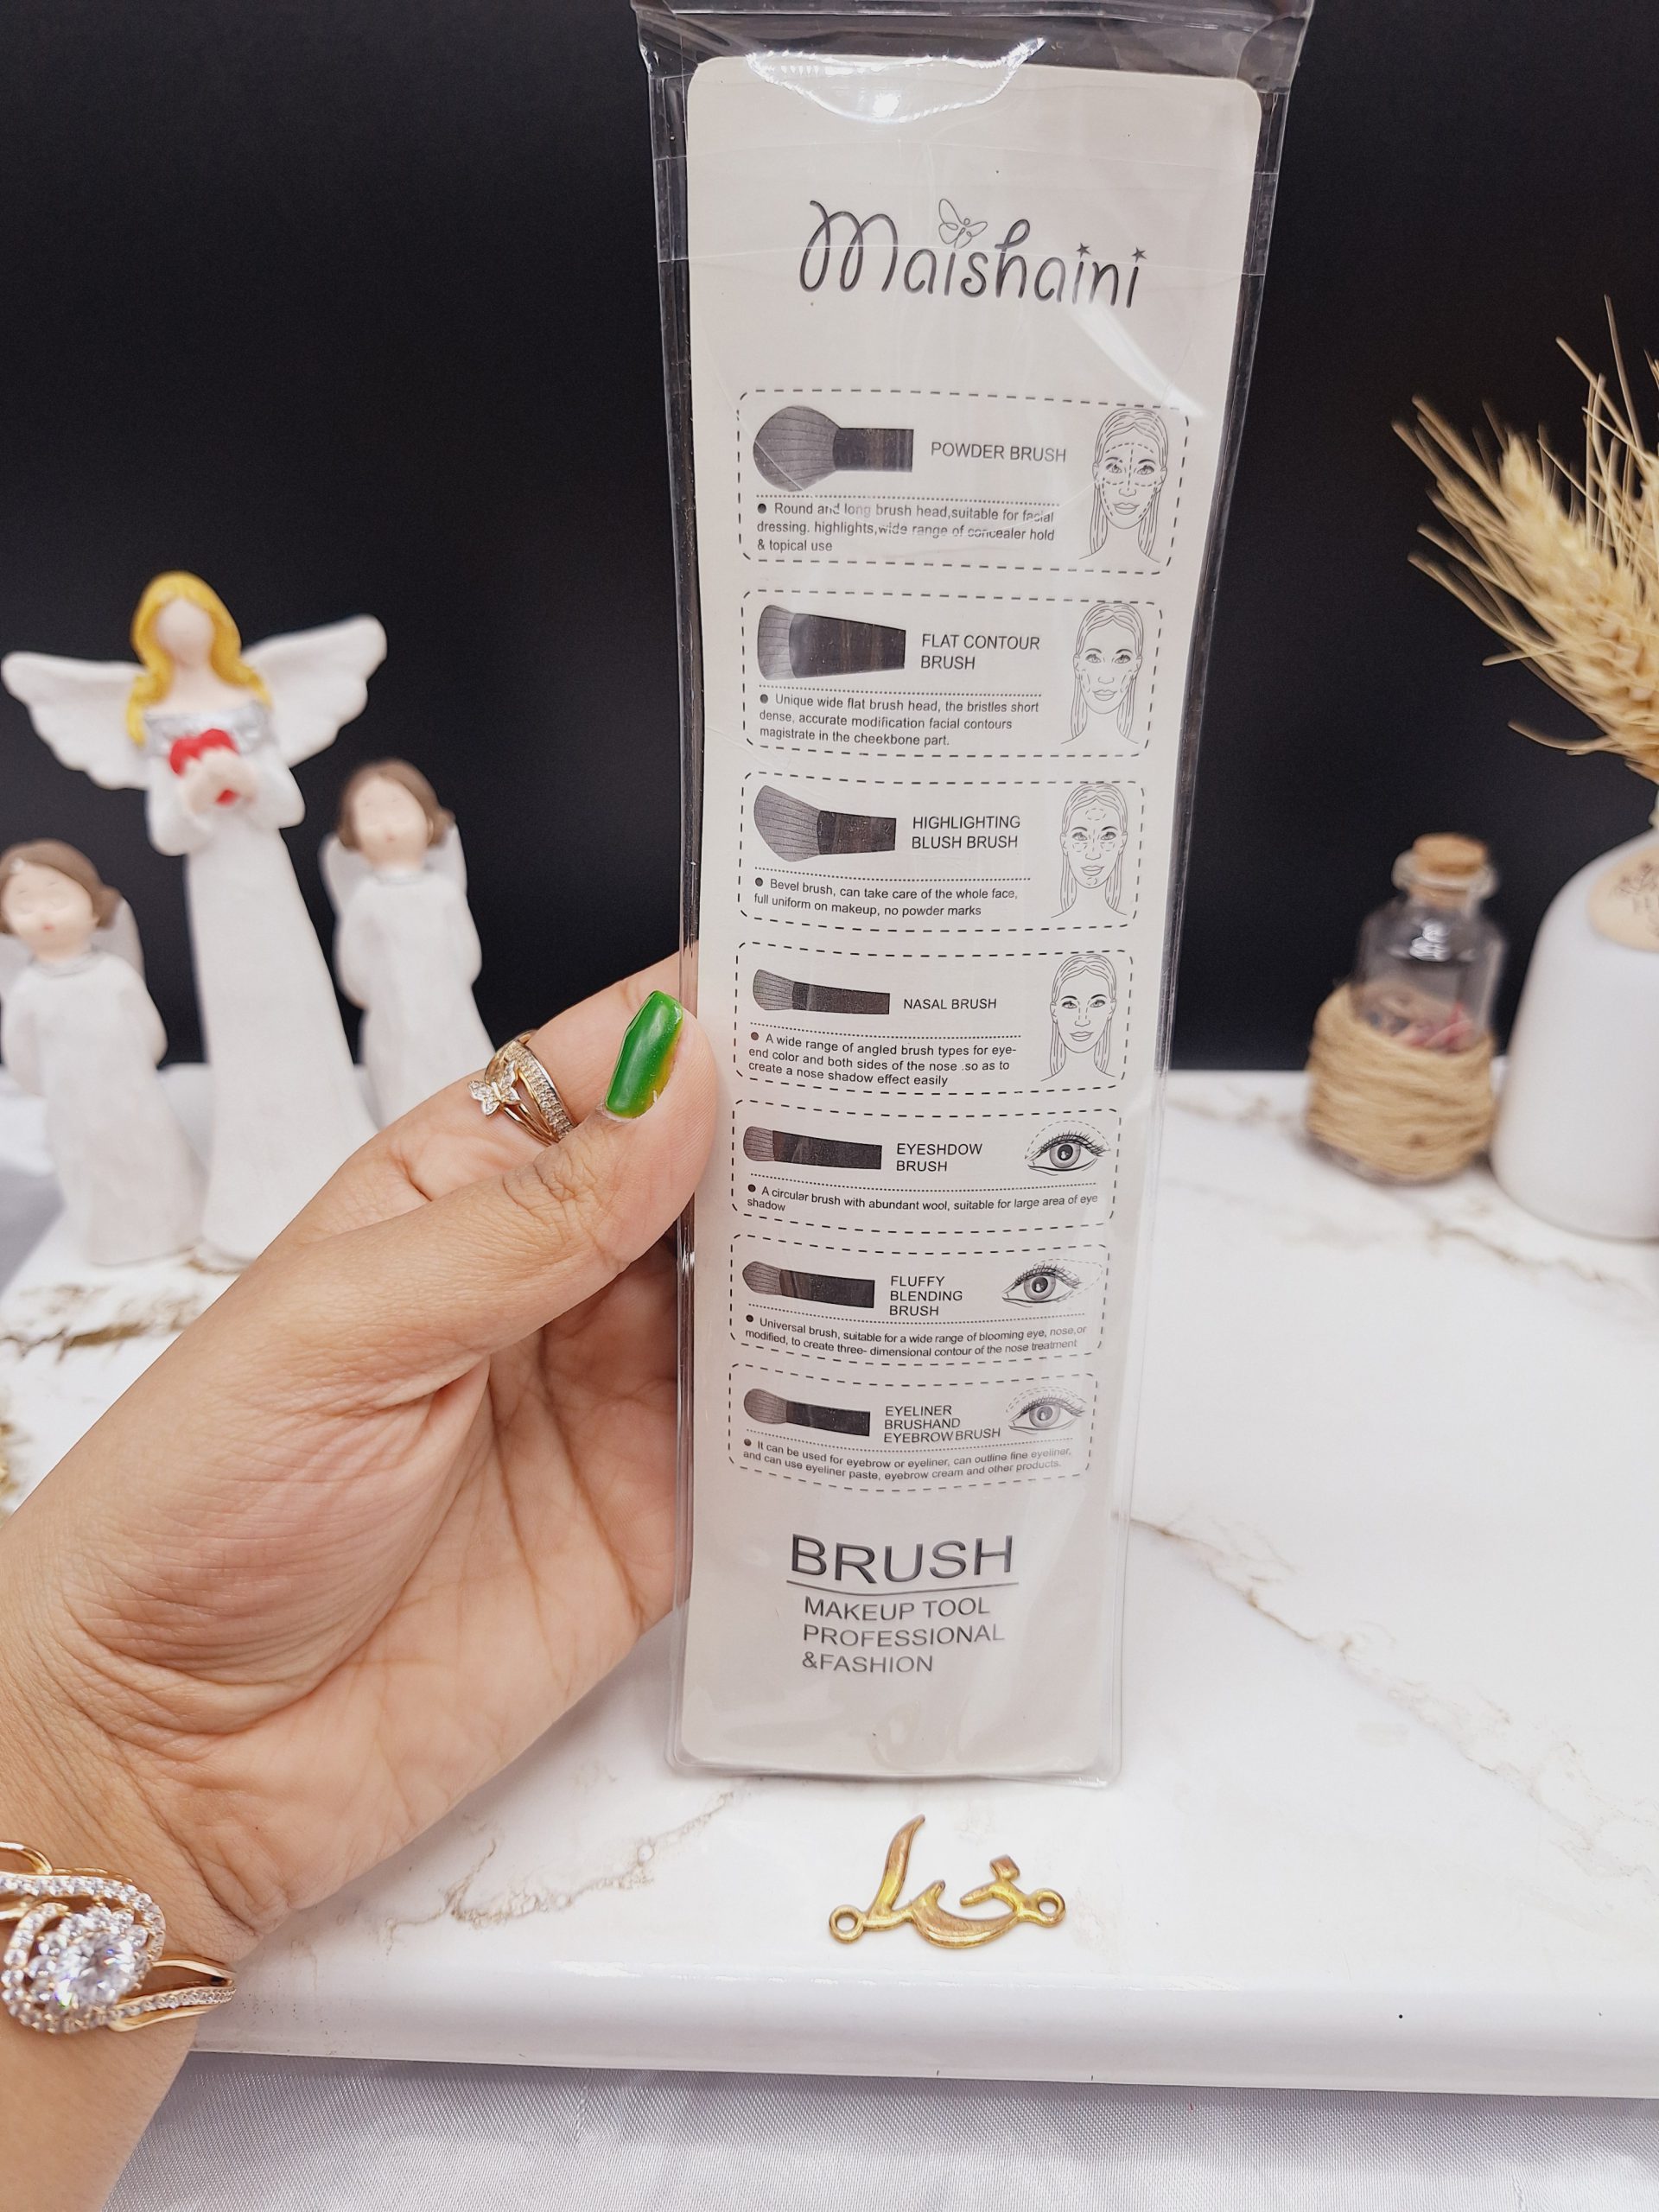 Maishaini
POWDER BRUSH
● Round and long brush head,suitable for facial
dressing. highlights,wide range of concealer hold
& topical use
FLAT CONTOUR
BRUSH
● Unique wide flat brush head, the bristles short
dense, accurate modification facial contours
magistrate in the cheekbone part.
HIGHLIGHTING
BLUSH BRUSH
● Bevel brush, can take care of the whole face,
full uniform on makeup, no powder marks
NASAL BRUSH
● A wide range of angled brush types for eye-
end color and both sides of the nose .so as to
create a nose shadow effect easily
EYESHDOW
BRUSH
● A circular brush with abundant wool, suitable for large area of eye
shadow
FLUFFY
BLENDING
BRUSH
● Universal brush, suitable for a wide range of blooming eye, nose,or
modified, to create three- dimensional contour of the nose treatment
EYELINER
BRUSHAND
EYEBROW BRUSH
● It can be used for eyebrow or eyeliner, can outline fine eyeliner,
and can use eyeliner paste, eyebrow cream and other products.
BRUSH
MAKEUP TOOL
PROFESSIONAL
&FASHION